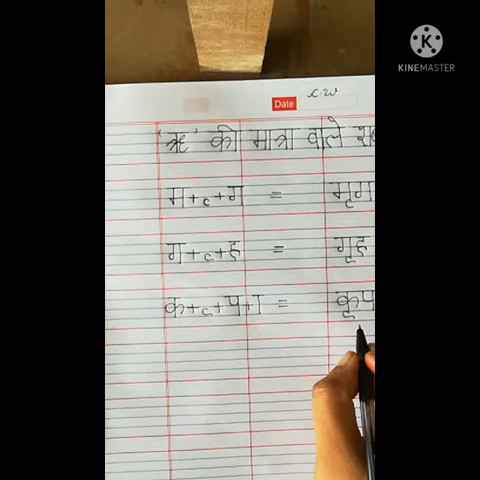 K
KINEMASTER
Date C.W
'ऋ' की मात्रा वाले
म + ृ + ग = मृग
ग + ृ + ह = गृह
क + ृ + प + ा = कृप